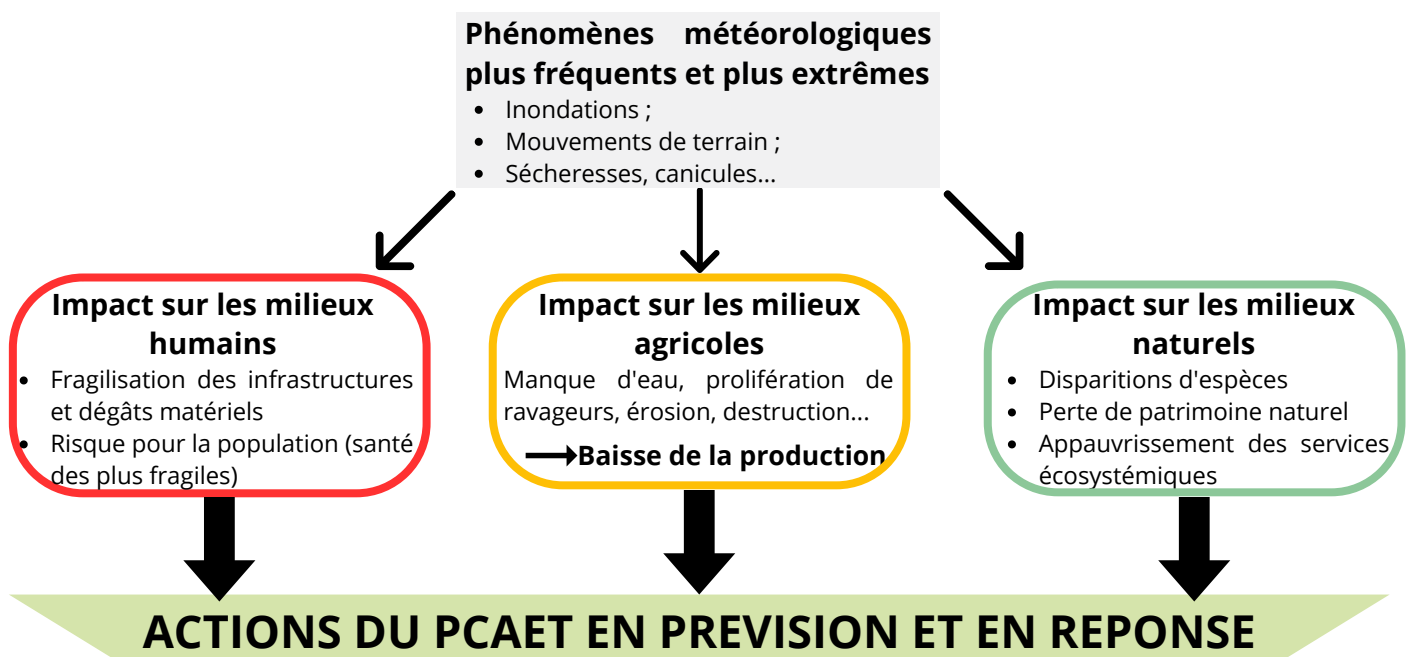 Phénomènes météorologiques
plus fréquents et plus extrêmes
• Inondations ;
• Mouvements de terrain ;
• Sécheresses, canicules...
Impact sur les milieux
humains
• Fragilisation des infrastructures
et dégâts matériels
• Risque pour la population (santé
des plus fragiles)
Impact sur les milieux
agricoles
Manque d'eau, prolifération de
ravageurs, érosion, destruction...
Baisse de la production
Impact sur les milieux
naturels
• Disparitions d'espèces
• Perte de patrimoine naturel
• Appauvrissement des services
écosystémiques
ACTIONS DU PCAET EN PREVISION ET EN REPONSE